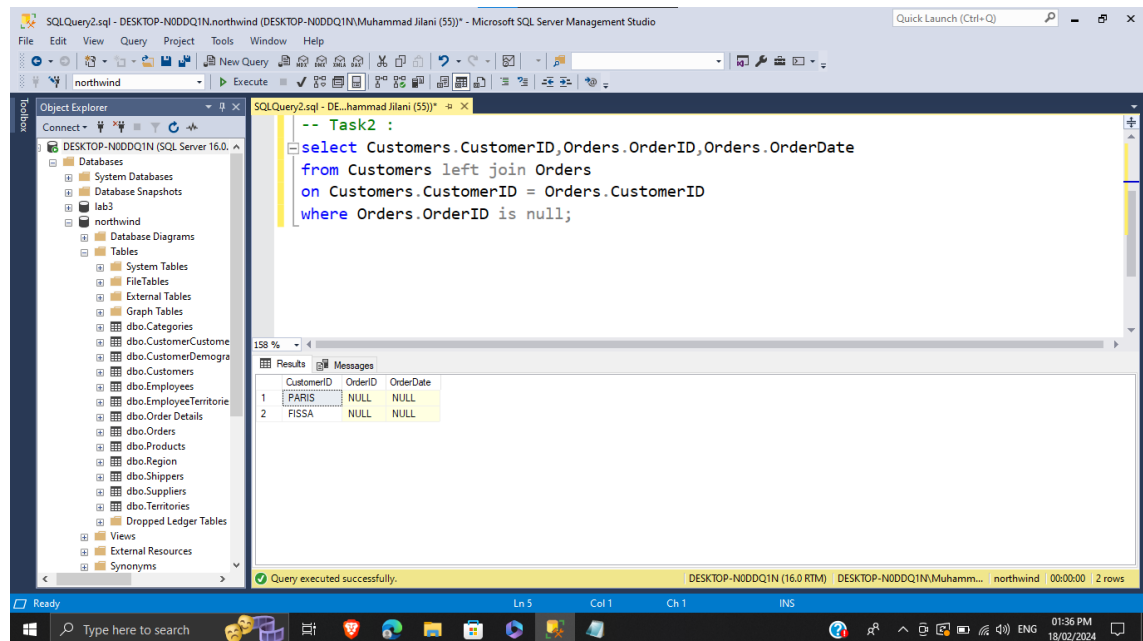 SQLQuery2.sql - DESKTOP-N0DDQ1N.northwind (DESKTOP-N0DDQ1N\Muhammad Jilani (55))* - Microsoft SQL Server Management Studio
Quick Launch (Ctrl+Q)
File Edit View Query Project Tools Window Help
New Query
northwind
Execute
Toolbox
Object Explorer
SQLQuery2.sql - DE...hammad Jilani (55))*
Connect
DESKTOP-N0DDQ1N (SQL Server 16.0.
Databases
System Databases
Database Snapshots
lab3
northwind
Database Diagrams
Tables
System Tables
FileTables
External Tables
Graph Tables
dbo.Categories
dbo.CustomerCustome
dbo.CustomerDemogra
dbo.Customers
dbo.Employees
dbo.EmployeeTerritorie
dbo.Order Details
dbo.Orders
dbo.Products
dbo.Region
dbo.Shippers
dbo.Suppliers
dbo.Territories
Dropped Ledger Tables
Views
External Resources
Synonyms
-- Task2 :
select Customers.CustomerID,Orders.OrderID,Orders.OrderDate
from Customers left join Orders
on Customers.CustomerID = Orders.CustomerID
where Orders.OrderID is null;
158 %
Results Messages
CustomerID OrderID OrderDate
1 PARIS NULL NULL
2 FISSA NULL NULL
Query executed successfully.
DESKTOP-N0DDQ1N (16.0 RTM) DESKTOP-N0DDQ1N\Muhamm... northwind 00:00:00 2 rows
Ready Ln 5 Col 1 Ch 1 INS
Type here to search
ENG
01:36 PM
18/02/2024